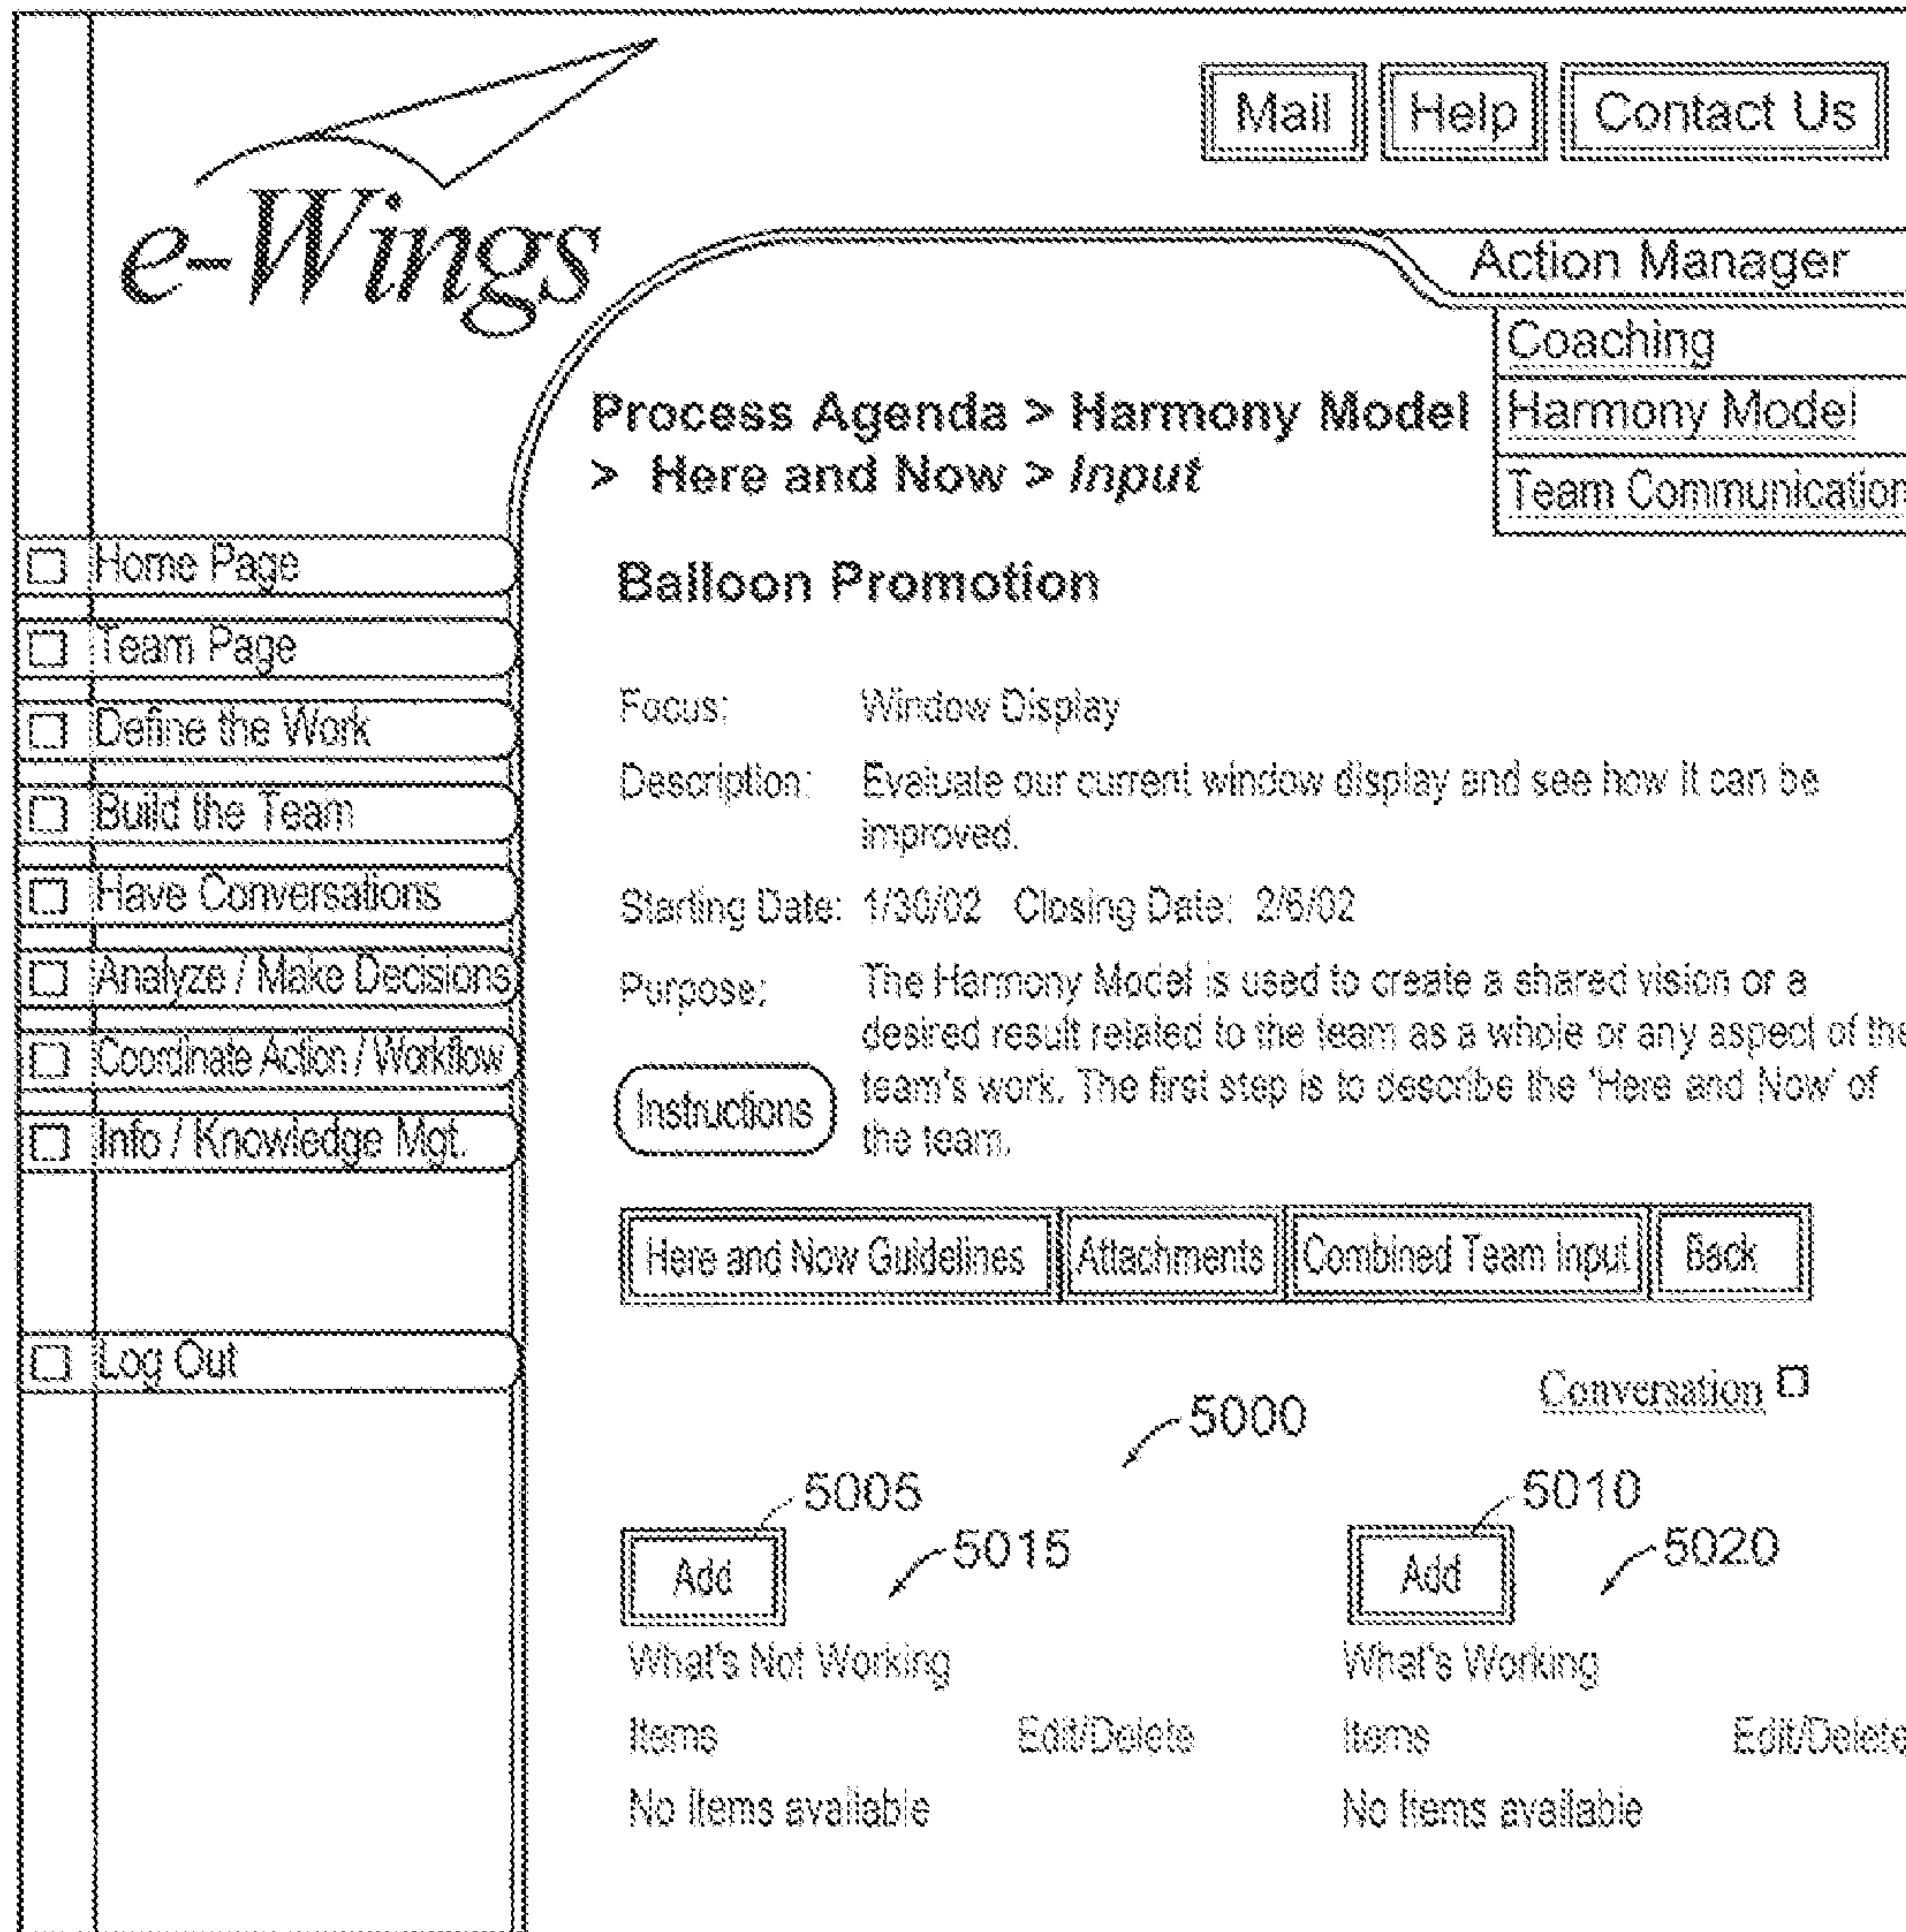 Mail Help Contact Us
e-Wings
Action Manager
Coaching
Harmony Model
Team Communication
Process Agenda > Harmony Model
> Here and Now > Input
Home Page
Team Page
Define the Work
Build the Team
Have Conversations
Analyze / Make Decisions
Coordinate Action / Workflow
Info / Knowledge Mgt.
Log Out
Balloon Promotion
Focus: Window Display
Description: Evaluate our current window display and see how it can be
improved.
Starting Date: 1/30/02 Closing Date: 2/6/02
Purpose: The Harmony Model is used to create a shared vision or a
desired result related to the team as a whole or any aspect of the
team's work. The first step is to describe the 'Here and Now' of
the team.
Instructions
Here and Now Guidelines Attachments Combined Team Input Back
Conversation
5000
5005 5010
Add 5015 Add 5020
What's Not Working What's Working
Items Edit/Delete Items Edit/Delete
No items available No items available